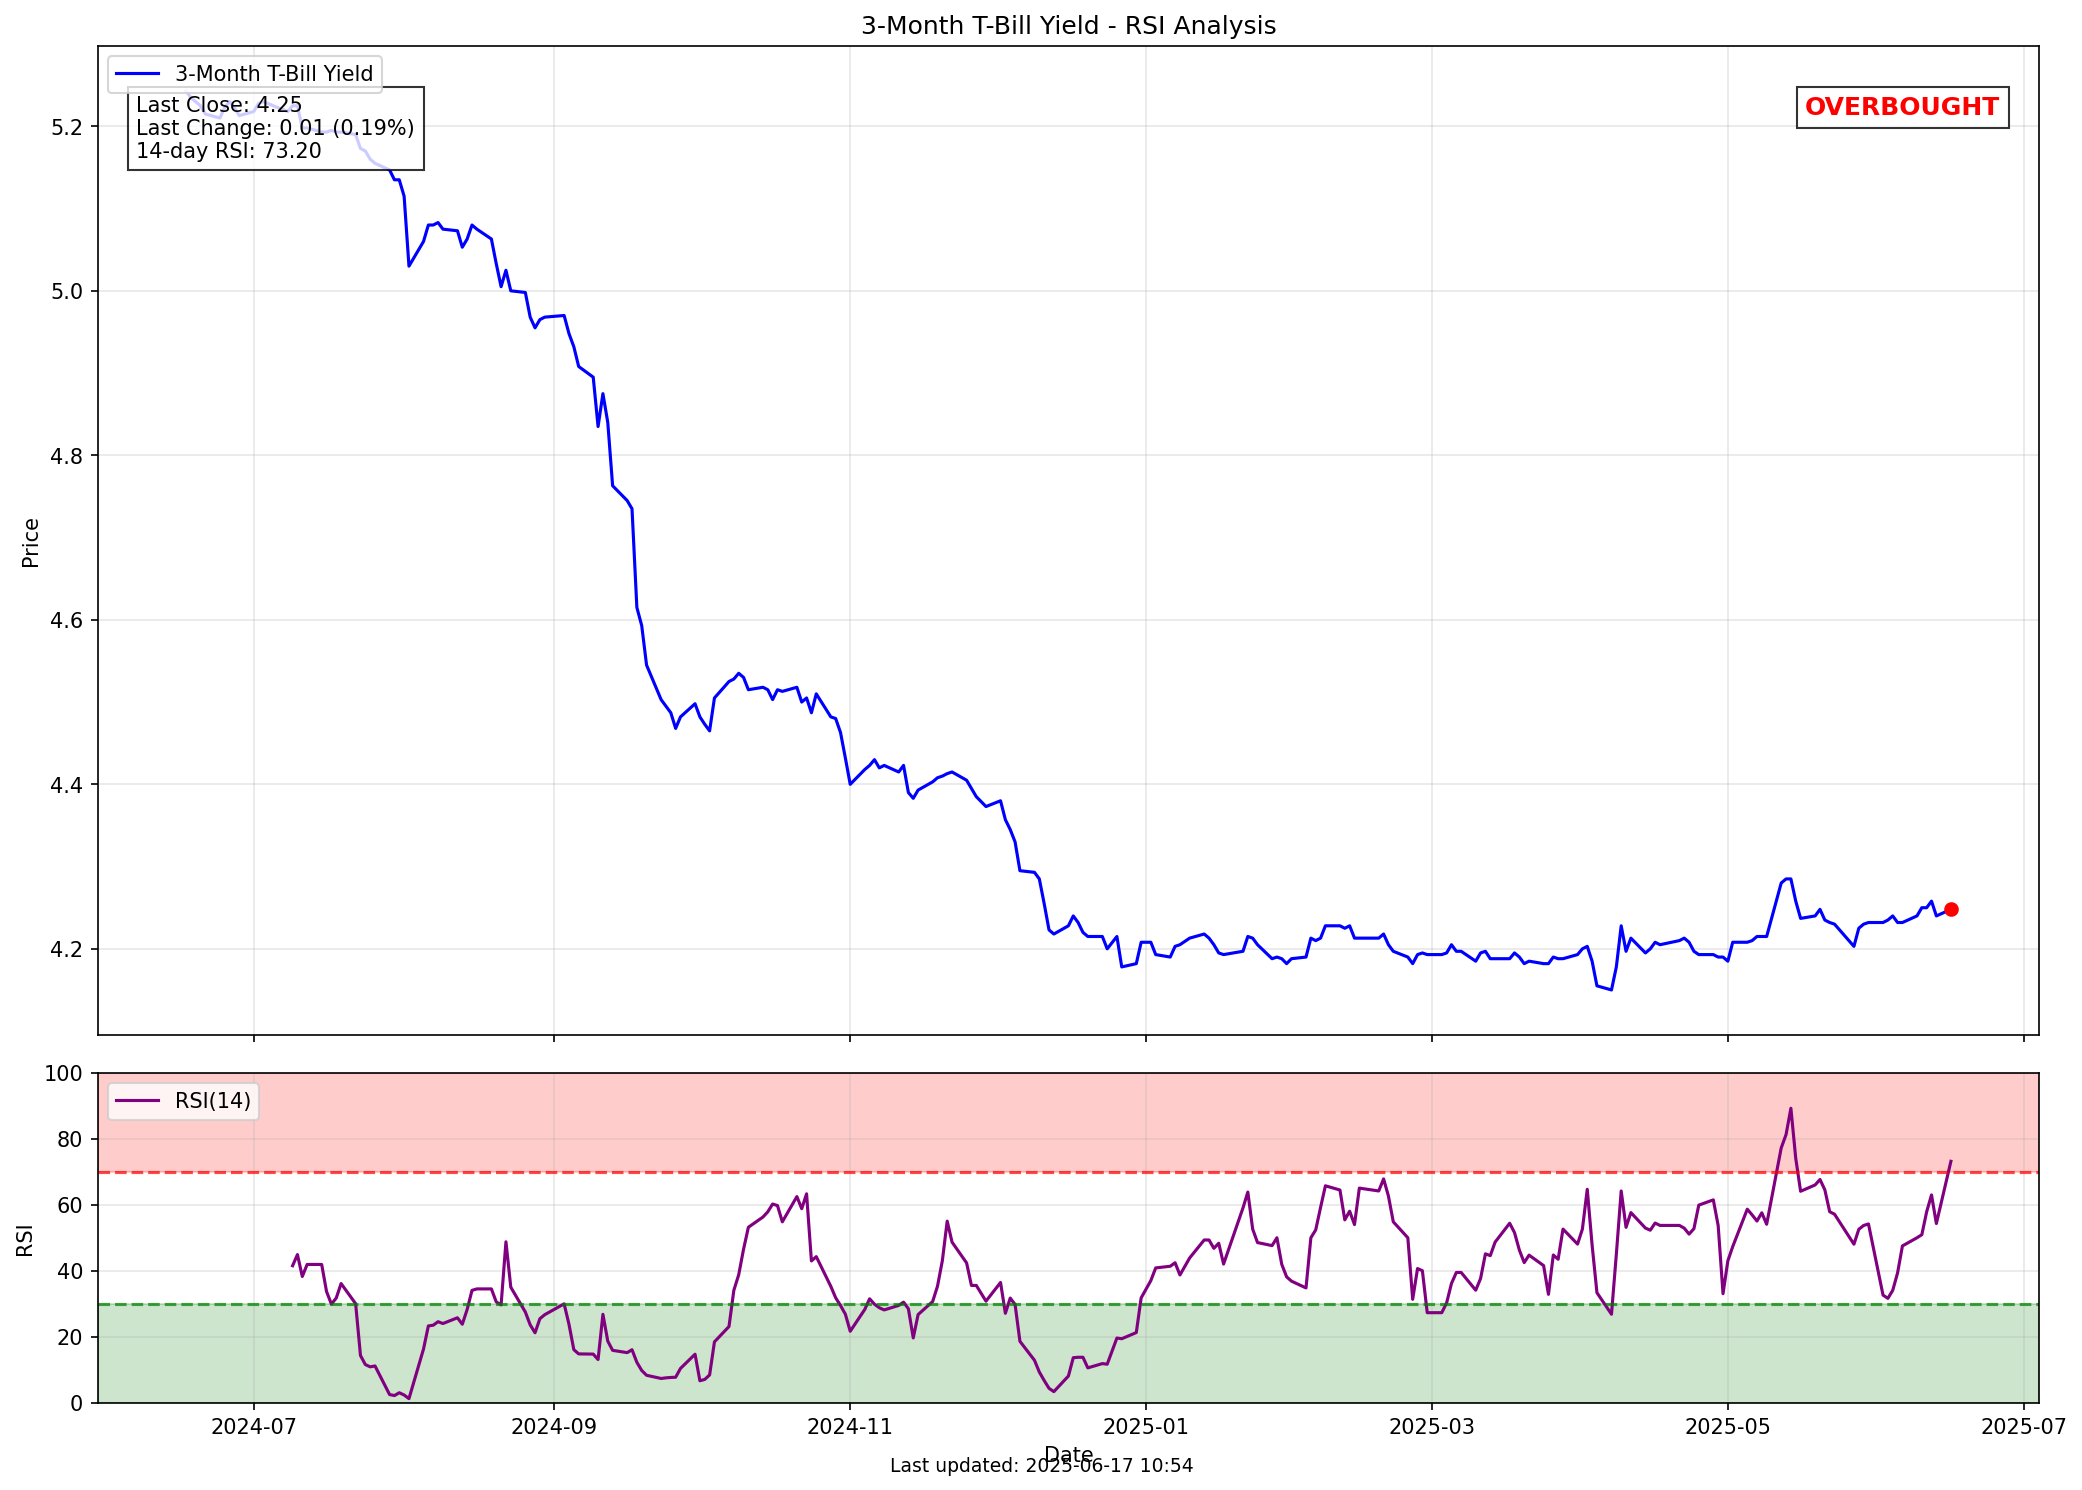 3-Month T-Bill Yield - RSI Analysis
3-Month T-Bill Yield
Last Close: 4.25
Last Change: 0.01 (0.19%)
14-day RSI: 73.20
OVERBOUGHT
Price
5.2
5.0
4.8
4.6
4.4
4.2
RSI(14)
RSI
100
80
60
40
20
0
2024-07
2024-09
2024-11
2025-01
2025-03
2025-05
2025-07
Date
Last updated: 2025-06-17 10:54